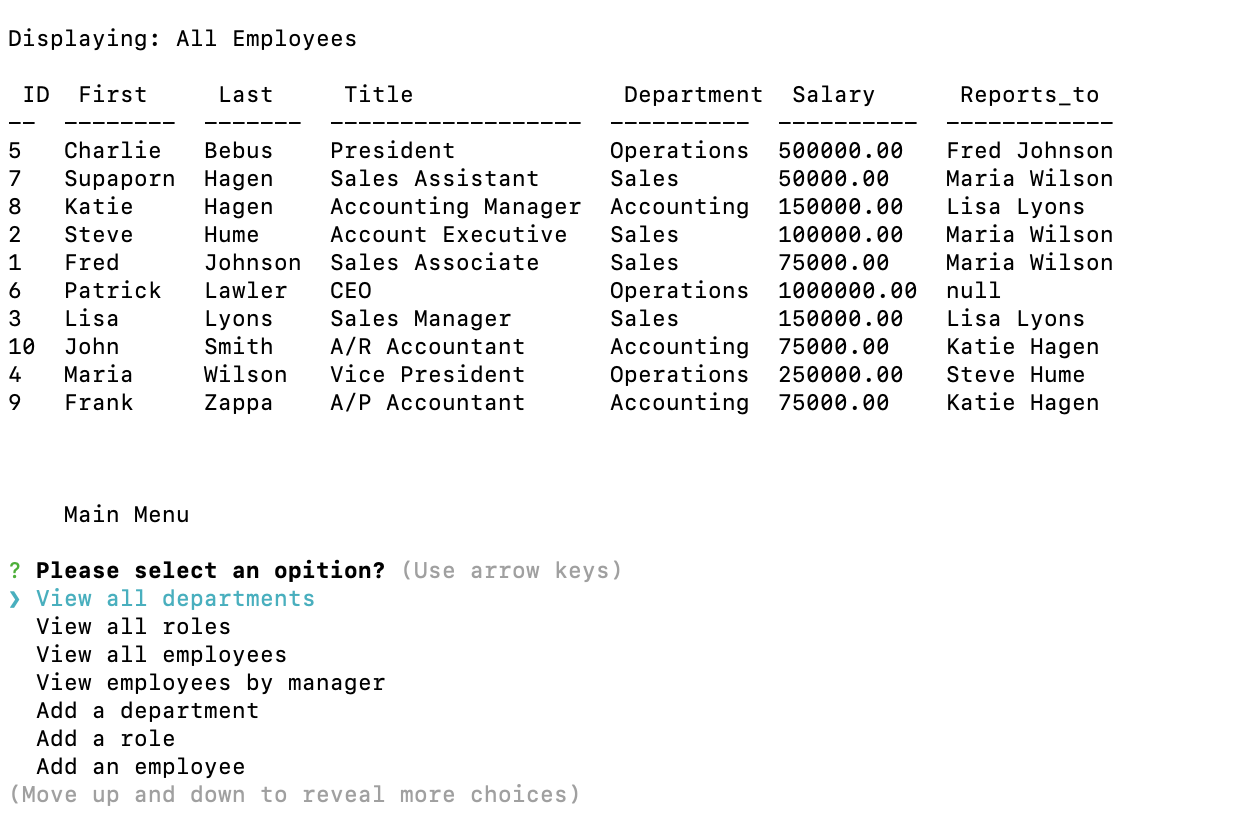 Displaying: All Employees
 ID  First     Last     Title               Department  Salary      Reports_to
--  --------  -------  ------------------  ----------  ----------  ------------
5   Charlie   Bebus    President           Operations  500000.00   Fred Johnson
7   Supaporn  Hagen    Sales Assistant     Sales       50000.00    Maria Wilson
8   Katie     Hagen    Accounting Manager  Accounting  150000.00   Lisa Lyons
2   Steve     Hume     Account Executive   Sales       100000.00   Maria Wilson
1   Fred      Johnson  Sales Associate     Sales       75000.00    Maria Wilson
6   Patrick   Lawler   CEO                 Operations  1000000.00  null
3   Lisa      Lyons    Sales Manager       Sales       150000.00   Lisa Lyons
10  John      Smith    A/R Accountant      Accounting  75000.00    Katie Hagen
4   Maria     Wilson   Vice President      Operations  250000.00   Steve Hume
9   Frank     Zappa    A/P Accountant      Accounting  75000.00    Katie Hagen
Main Menu
? Please select an opition? (Use arrow keys)
❯ View all departments
View all roles
View all employees
View employees by manager
Add a department
Add a role
Add an employee
(Move up and down to reveal more choices)